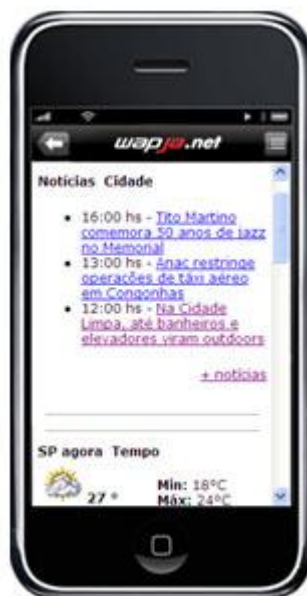 wapja.net
Notícias Cidade
16:00 hs - Tito Martino
comemora 50 anos de jazz
no Memorial
13:00 hs - Anac restringe
operações de táxi aéreo
em Congonhas
12:00 hs - Na Cidade
Limpa, até banheiros e
elevadores viram outdoors
+ notícias
SP agora Tempo
27 º Min: 18ºC
Máx: 24ºC